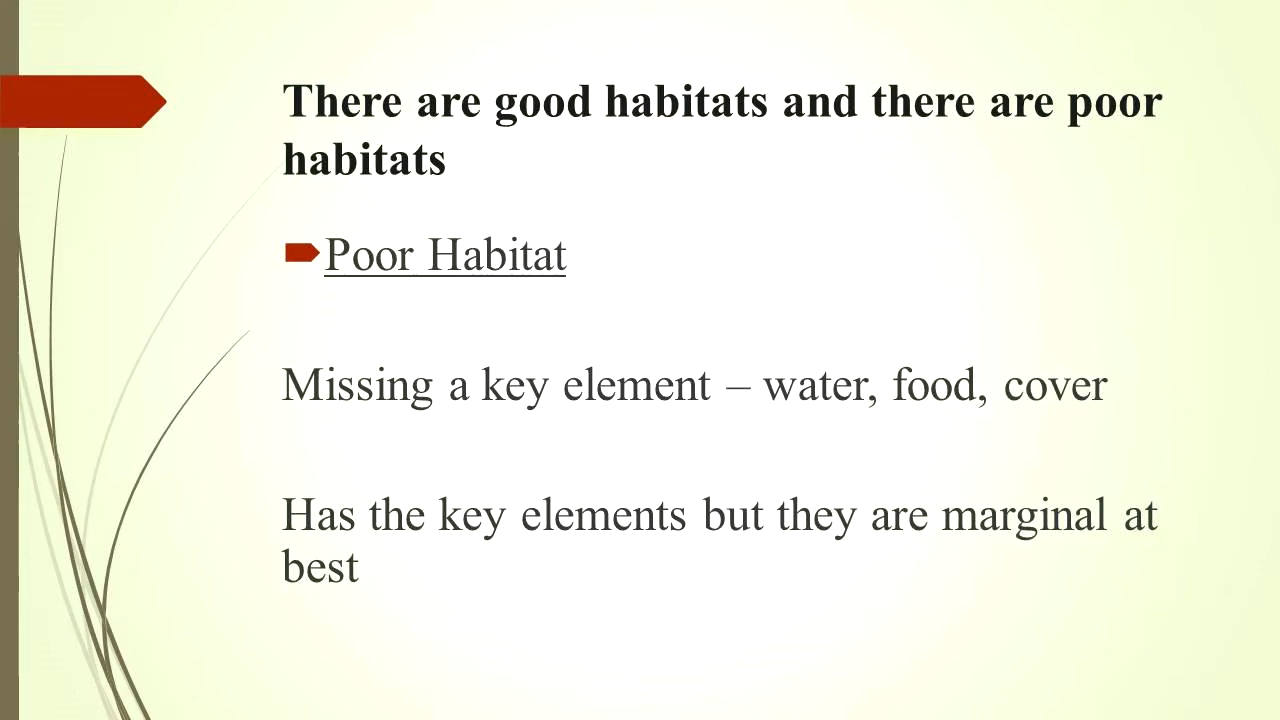 There are good habitats and there are poor
habitats
Poor Habitat
Missing a key element – water, food, cover
Has the key elements but they are marginal at
best